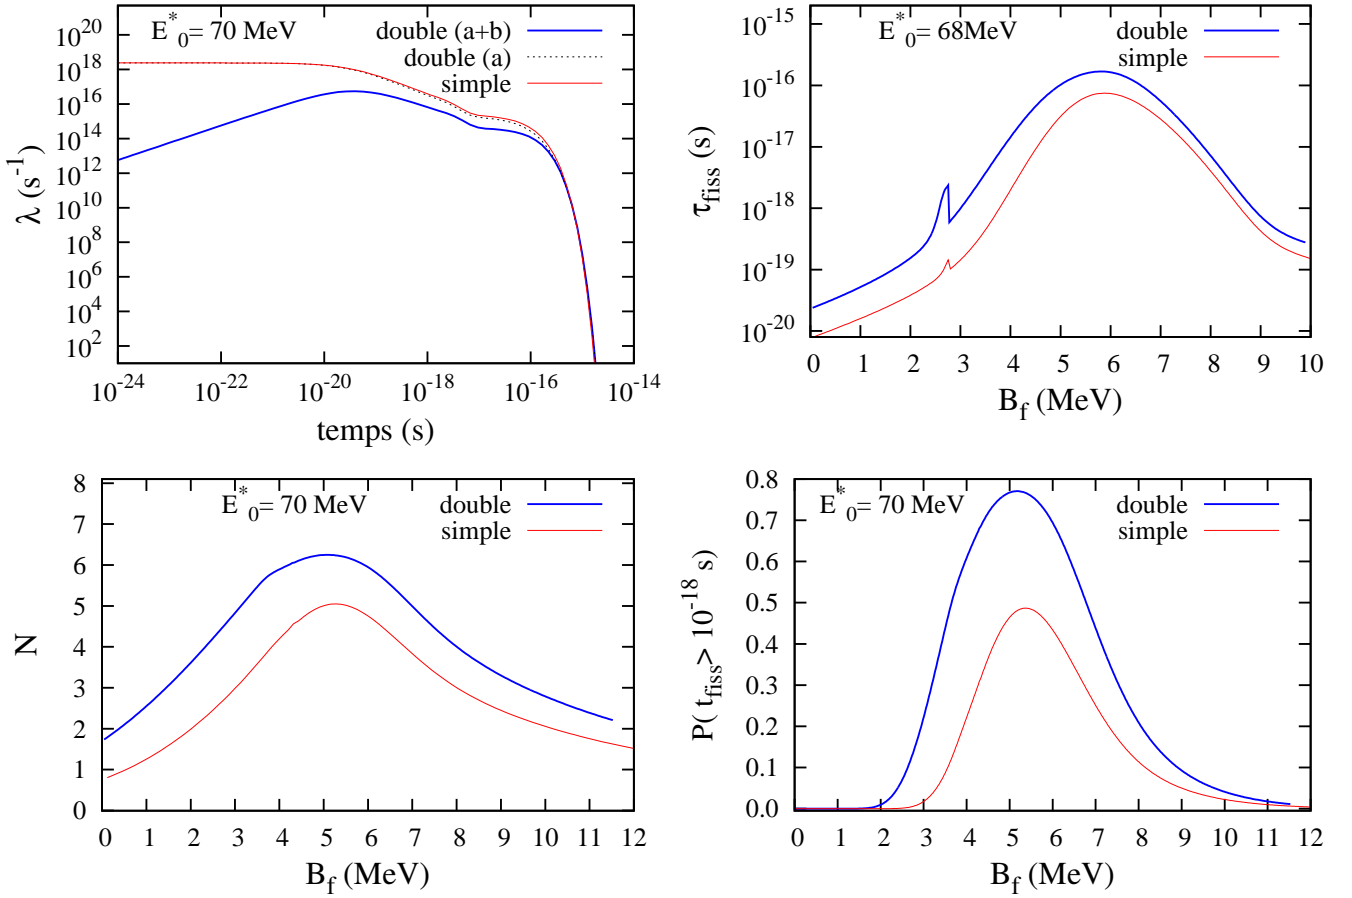 E*0= 70 MeV
double (a+b)
double (a)
simple
10^20
10^18
10^16
10^14
10^12
10^10
10^8
10^6
10^4
10^2
λ (s^-1)
10^-24 10^-22 10^-20 10^-18 10^-16 10^-14
temps (s)
E*0= 68MeV
double
simple
10^-15
10^-16
10^-17
10^-18
10^-19
10^-20
τfiss (s)
0 1 2 3 4 5 6 7 8 9 10
Bf (MeV)
E*0= 70 MeV
double
simple
8
7
6
5
4
3
2
1
0
N
0 1 2 3 4 5 6 7 8 9 10 11 12
Bf (MeV)
E*0= 70 MeV
double
simple
0.8
0.7
0.6
0.5
0.4
0.3
0.2
0.1
0.0
P( tfiss> 10^-18 s)
0 1 2 3 4 5 6 7 8 9 10 11 12
Bf (MeV)